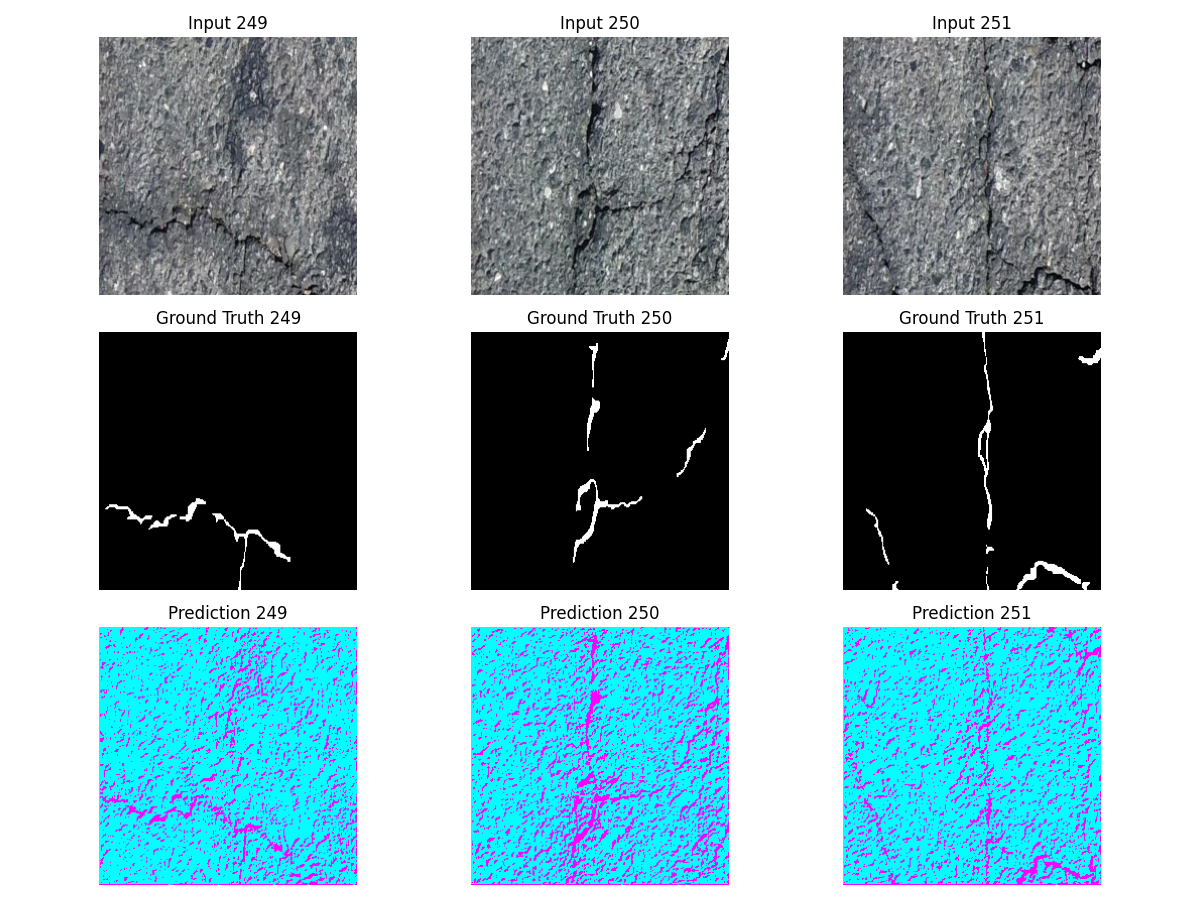 Input 249
Input 250
Input 251
Ground Truth 249
Ground Truth 250
Ground Truth 251
Prediction 249
Prediction 250
Prediction 251